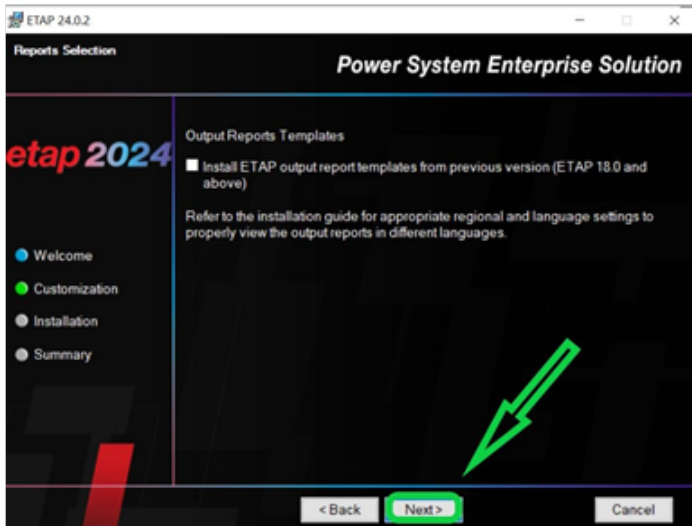 ETAP 24.0.2
Reports Selection
Power System Enterprise Solution
etap 2024
Output Reports Templates
Install ETAP output report templates from previous version (ETAP 18.0 and
above)
Refer to the installation guide for appropriate regional and language settings to
properly view the output reports in different languages.
Welcome
Customization
Installation
Summary
< Back
Next >
Cancel